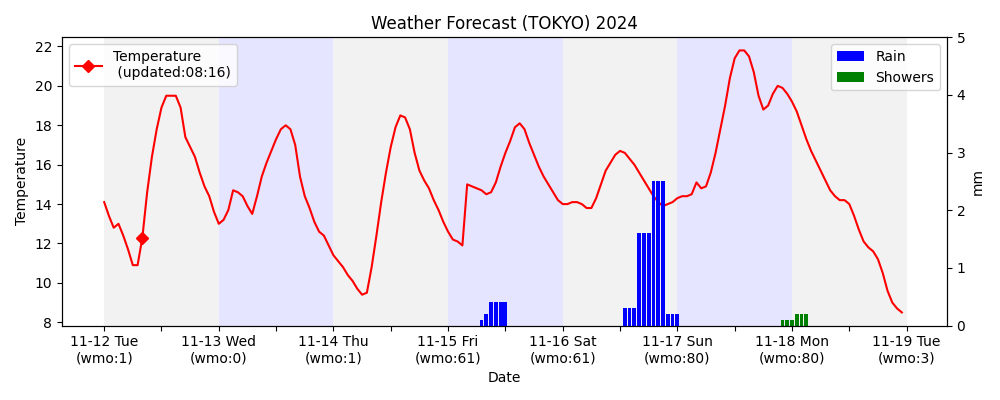 Weather Forecast (TOKYO) 2024
Temperature
(updated:08:16)
Rain
Showers
Temperature
22
20
18
16
14
12
10
8
5
4
3
2
1
0
mm
11-12 Tue
(wmo:1)
11-13 Wed
(wmo:0)
11-14 Thu
(wmo:1)
11-15 Fri
(wmo:61)
11-16 Sat
(wmo:61)
11-17 Sun
(wmo:80)
11-18 Mon
(wmo:80)
11-19 Tue
(wmo:3)
Date